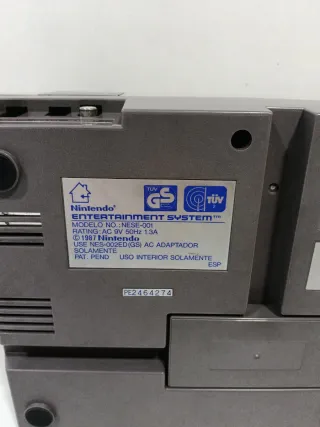 TÜV
GS
TÜV
Nintendo®
ENTERTAINMENT SYSTEM™
MODELO NO.:NESE-001
RATING: AC 9V 50Hz 1.3A
© 1987 Nintendo
USE NES-002ED(GS) AC ADAPTADOR
SOLAMENTE
PAT. PEND USO INTERIOR SOLAMENTE
ESP
PE2464274